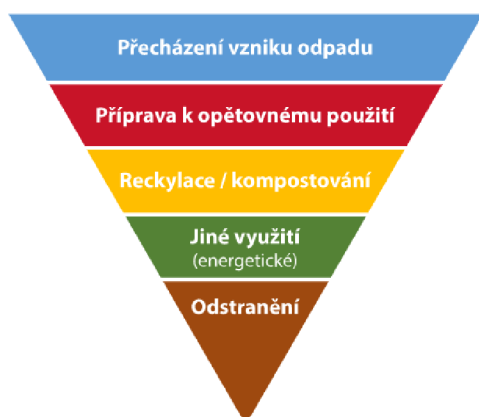 Přecházení vzniku odpadu
Příprava k opětovnému použití
Reckylace / kompostování
Jiné využití
(energetické)
Odstranění